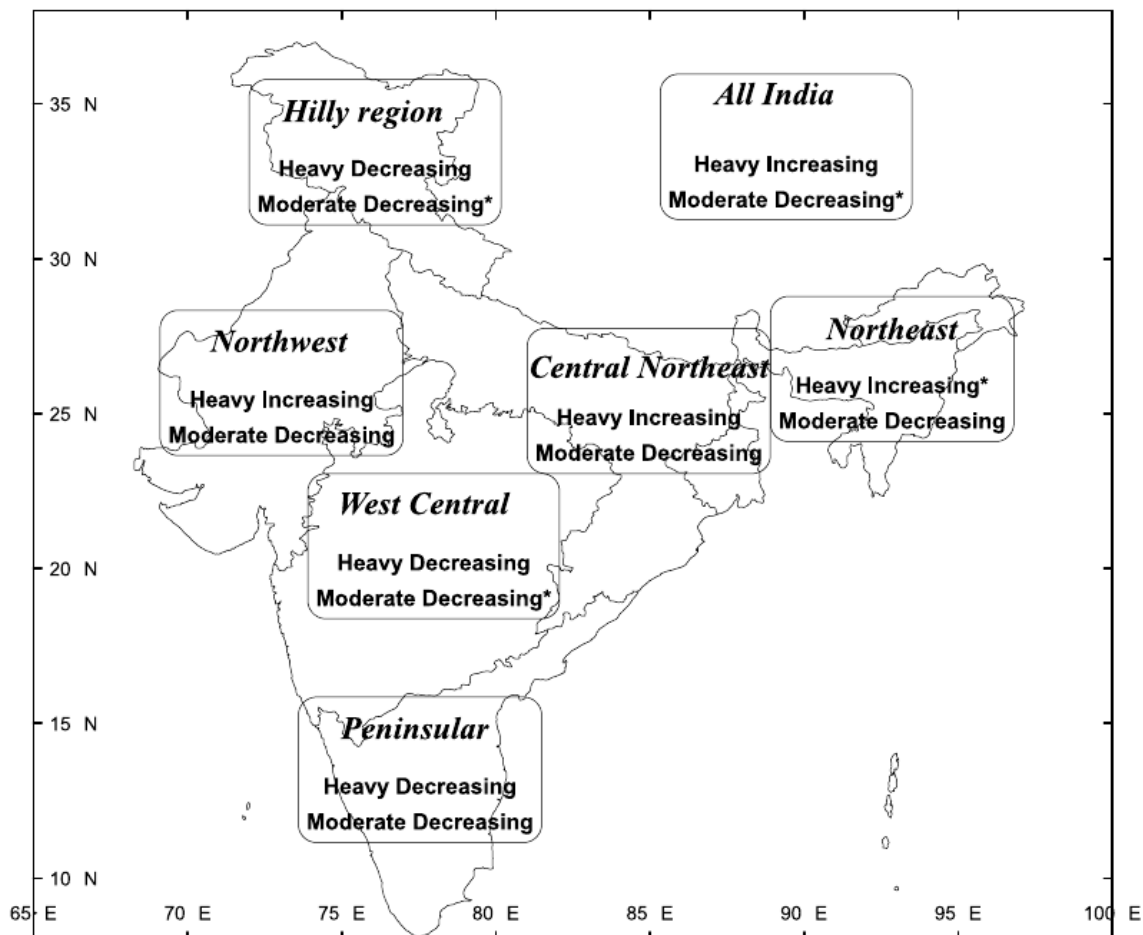 35 N
Hilly region
Heavy Decreasing
Moderate Decreasing*
All India
Heavy Increasing
Moderate Decreasing*
30 N
Northwest
Heavy Increasing
Moderate Decreasing
Central Northeast
Heavy Increasing
Moderate Decreasing
Northeast
Heavy Increasing*
Moderate Decreasing
25 N
West Central
Heavy Decreasing
Moderate Decreasing*
20 N
Peninsular
Heavy Decreasing
Moderate Decreasing
15 N
10 N
65 E 70 E 75 E 80 E 85 E 90 E 95 E 100 E